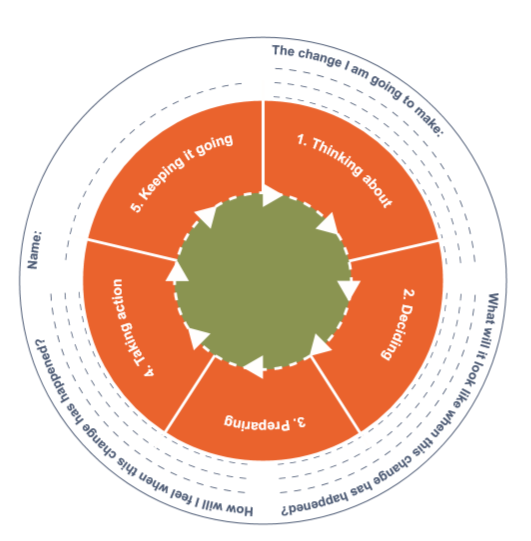 The change I am going to make:
What will it look like when this change has happened?
How will I feel when this change has happened?
Name:
1. Thinking about
2. Deciding
3. Preparing
4. Taking action
5. Keeping it going